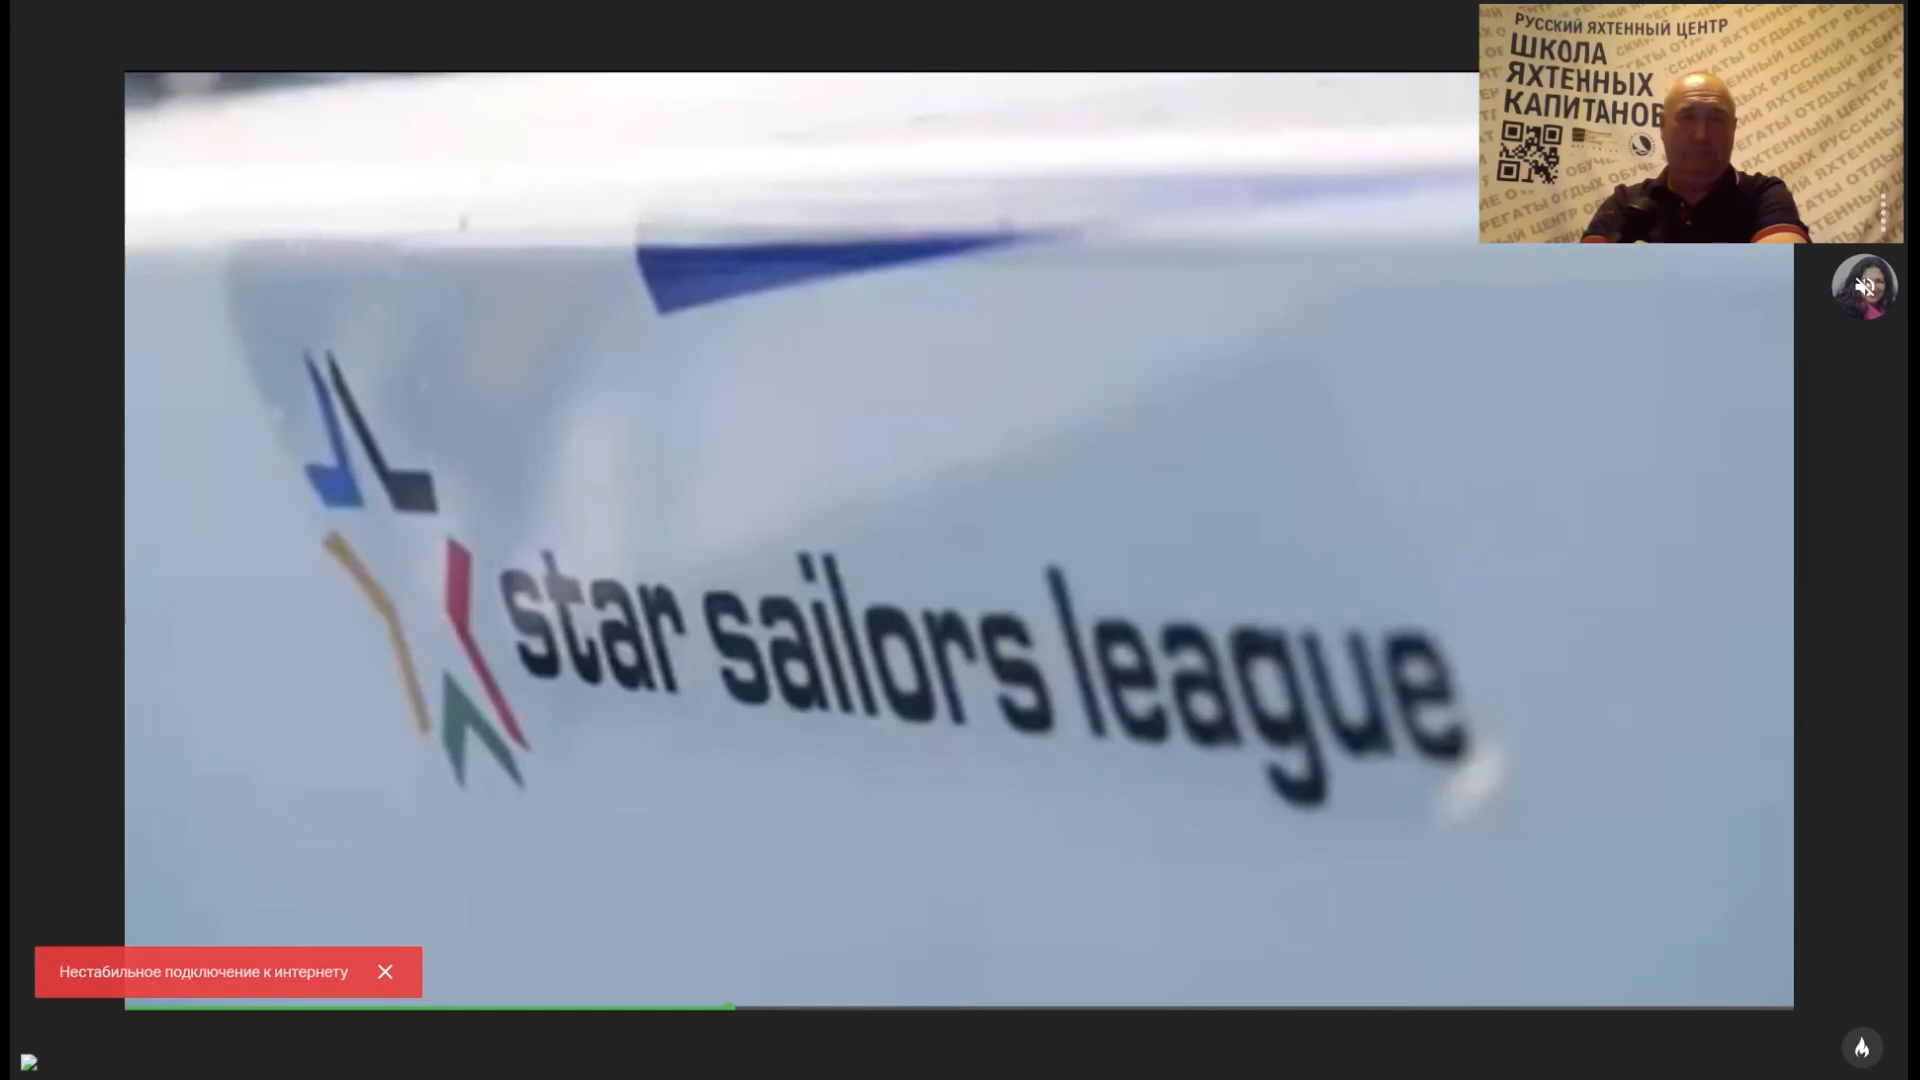 РУССКИЙ ЯХТЕННЫЙ ЦЕНТР
ШКОЛА
ЯХТЕННЫХ
КАПИТАНОВ
star sailors league
Нестабильное подключение к интернету